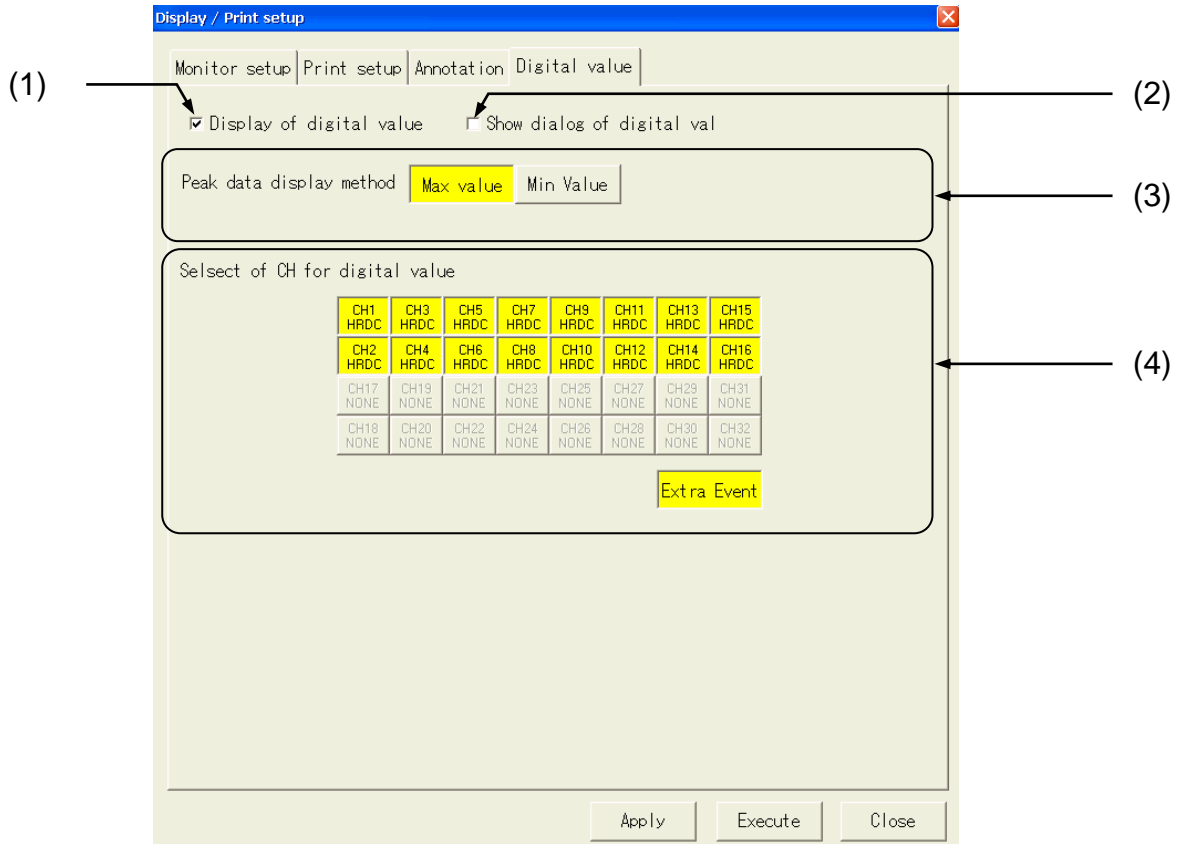 Display / Print setup
Monitor setup Print setup Annotation Digital value
(1)
(2)
Display of digital value Show dialog of digital val
Peak data display method Max value Min Value
(3)
Selsect of CH for digital value
CH1 CH3 CH5 CH7 CH9 CH11 CH13 CH15
HRDC HRDC HRDC HRDC HRDC HRDC HRDC HRDC
CH2 CH4 CH6 CH8 CH10 CH12 CH14 CH16
HRDC HRDC HRDC HRDC HRDC HRDC HRDC HRDC
(4)
CH17 CH19 CH21 CH23 CH25 CH27 CH29 CH31
NONE NONE NONE NONE NONE NONE NONE NONE
CH18 CH20 CH22 CH24 CH26 CH28 CH30 CH32
NONE NONE NONE NONE NONE NONE NONE NONE
Extra Event
Apply Execute Close